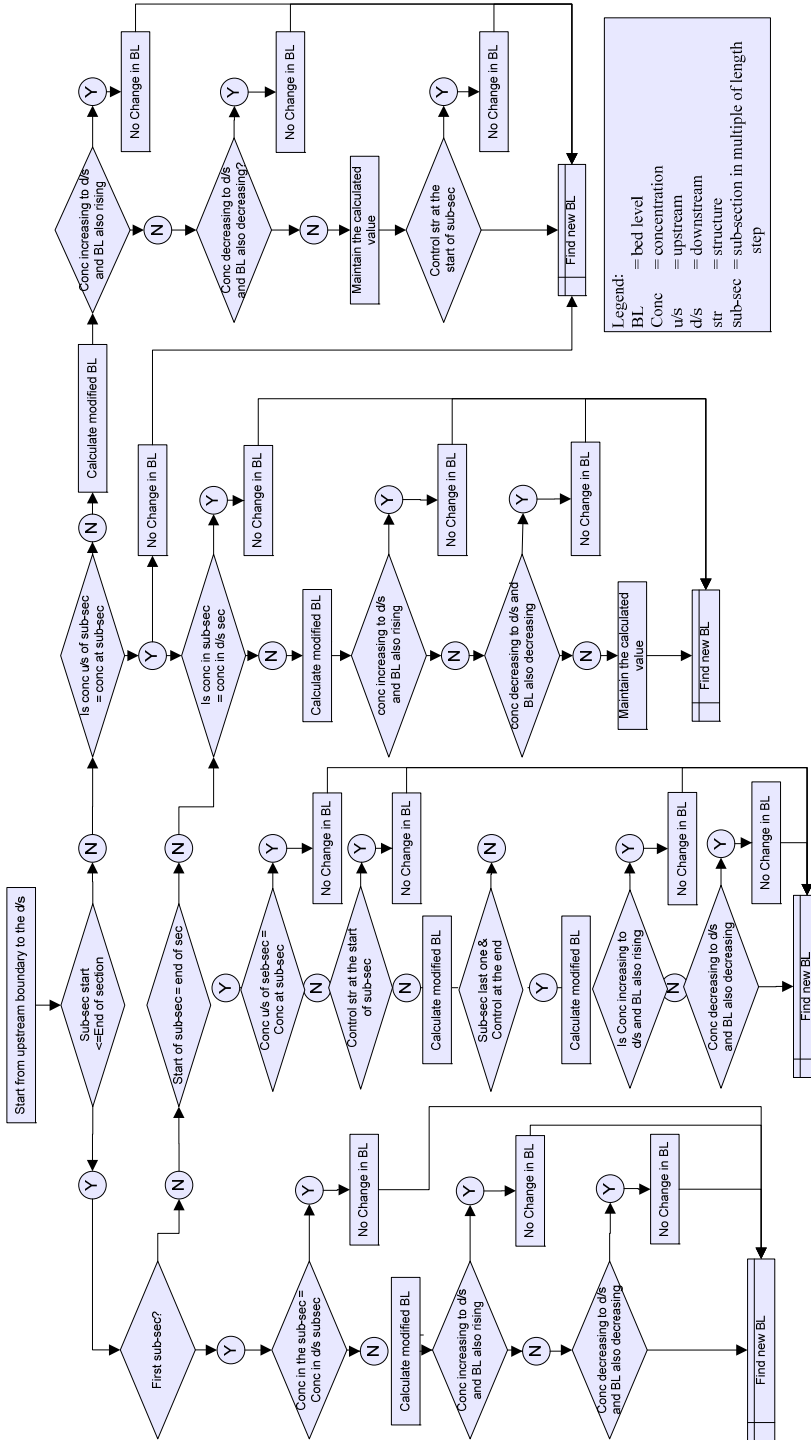 Start from upstream boundary to the d/s
Sub-sec start
<=End of section
Y
N
First sub-sec?
N
Y
Start of sub-sec = end of sec
N
Y
Is conc u/s of sub-sec
= conc at sub-sec
N
Y
Calculate modified BL
Conc increasing to d/s
and BL also rising
Y
No Change in BL
N
Conc decreasing to d/s
and BL also decreasing?
Y
No Change in BL
N
Maintain the calculated
value
Control str at the
start of sub-sec
Y
No Change in BL
Find new BL
No Change in BL
Is conc in sub-sec
= conc in d/s sec
Y
No Change in BL
N
Calculate modified BL
conc increasing to d/s
and BL also rising
Y
No Change in BL
N
conc decreasing to d/s and
BL also decreasing
Y
No Change in BL
N
Maintain the calculated
value
Find new BL
Conc u/s of seb-sec =
Conc at sub-sec
Y
No Change in BL
N
Control str at the start
of sub-sec
Y
No Change in BL
N
Calculate modified BL
Sub-sec last one &
Control at the end
N
Y
Calculate modified BL
Is Conc increasing to
d/s and BL also rising
Y
No Change in BL
N
Conc decreasing to d/s
and BL also decreasing
Y
No Change in BL
Find new BL
Conc in the sub-sec =
Conc in d/s subsec
Y
No Change in BL
N
Calculate modified BL
Conc increasing to d/s
and BL also rising
Y
No Change in BL
N
Conc decreasing to d/s
and BL also decreasing
Y
No Change in BL
Find new BL
Legend:
BL = bed level
Conc = concentration
u/s = upstream
d/s = downstream
str = structure
sub-sec = sub-section in multiple of length
step